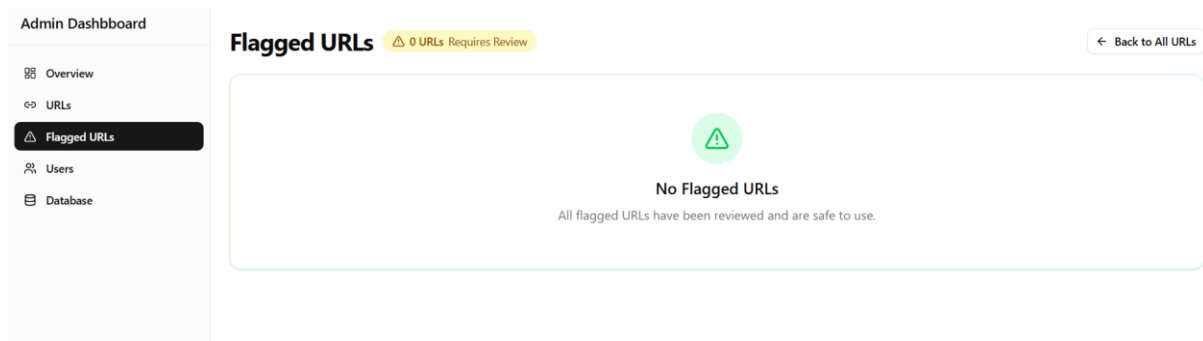 Admin Dashbboard
Overview
URLs
Flagged URLs
Users
Database
Flagged URLs
0 URLs Requires Review
Back to All URLs
No Flagged URLs
All flagged URLs have been reviewed and are safe to use.